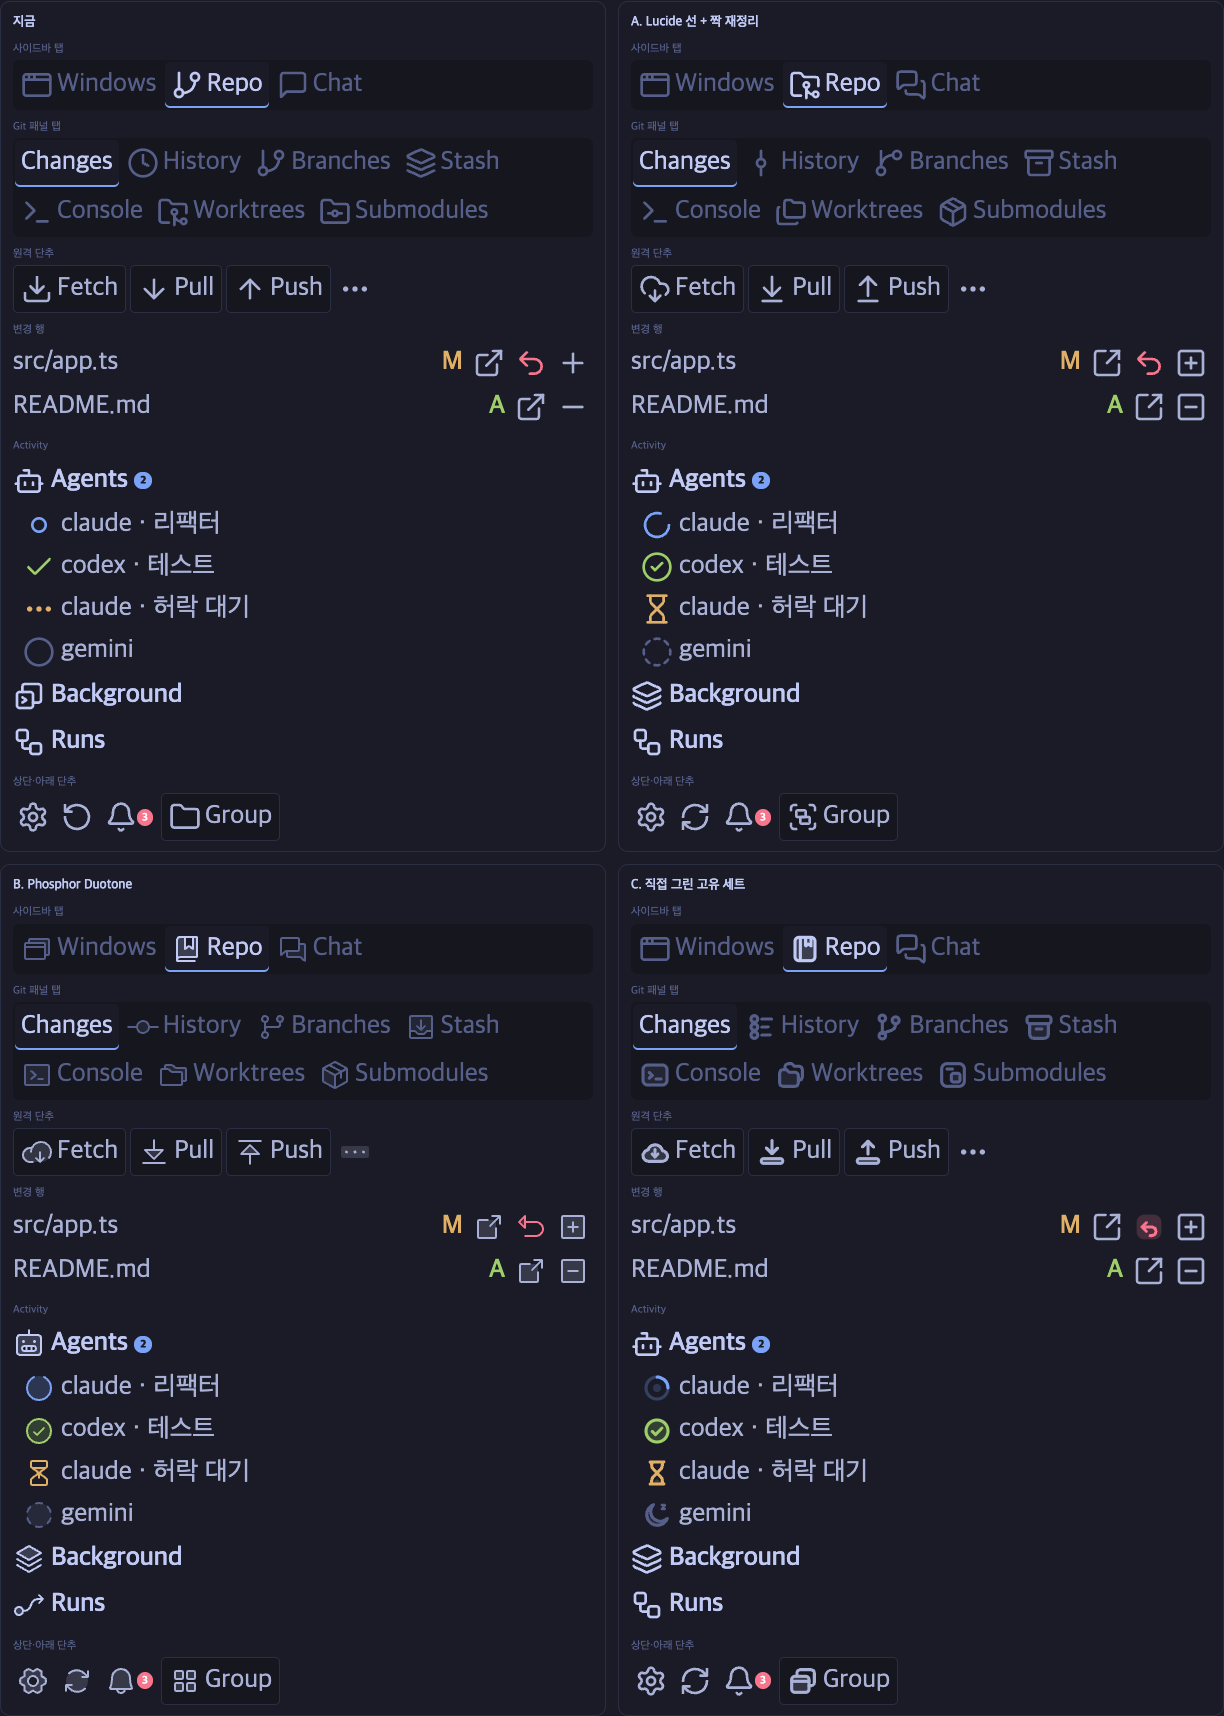 지금
사이드바 탭
Windows Repo Chat
Git 패널 탭
Changes History Branches Stash
Console Worktrees Submodules
원격 단추
Fetch Pull Push ...
변경 행
src/app.ts M
README.md A
Activity
Agents 2
claude · 리팩터
codex · 테스트
claude · 허락 대기
gemini
Background
Runs
상단·아래 단추
3 Group
A. Lucide 선 + 짝 재정리
사이드바 탭
Windows Repo Chat
Git 패널 탭
Changes History Branches Stash
Console Worktrees Submodules
원격 단추
Fetch Pull Push ...
변경 행
src/app.ts M
README.md A
Activity
Agents 2
claude · 리팩터
codex · 테스트
claude · 허락 대기
gemini
Background
Runs
상단·아래 단추
3 Group
B. Phosphor Duotone
사이드바 탭
Windows Repo Chat
Git 패널 탭
Changes History Branches Stash
Console Worktrees Submodules
원격 단추
Fetch Pull Push ...
변경 행
src/app.ts M
README.md A
Activity
Agents 2
claude · 리팩터
codex · 테스트
claude · 허락 대기
gemini
Background
Runs
상단·아래 단추
3 Group
C. 직접 그린 고유 세트
사이드바 탭
Windows Repo Chat
Git 패널 탭
Changes History Branches Stash
Console Worktrees Submodules
원격 단추
Fetch Pull Push ...
변경 행
src/app.ts M
README.md A
Activity
Agents 2
claude · 리팩터
codex · 테스트
claude · 허락 대기
gemini
Background
Runs
상단·아래 단추
3 Group